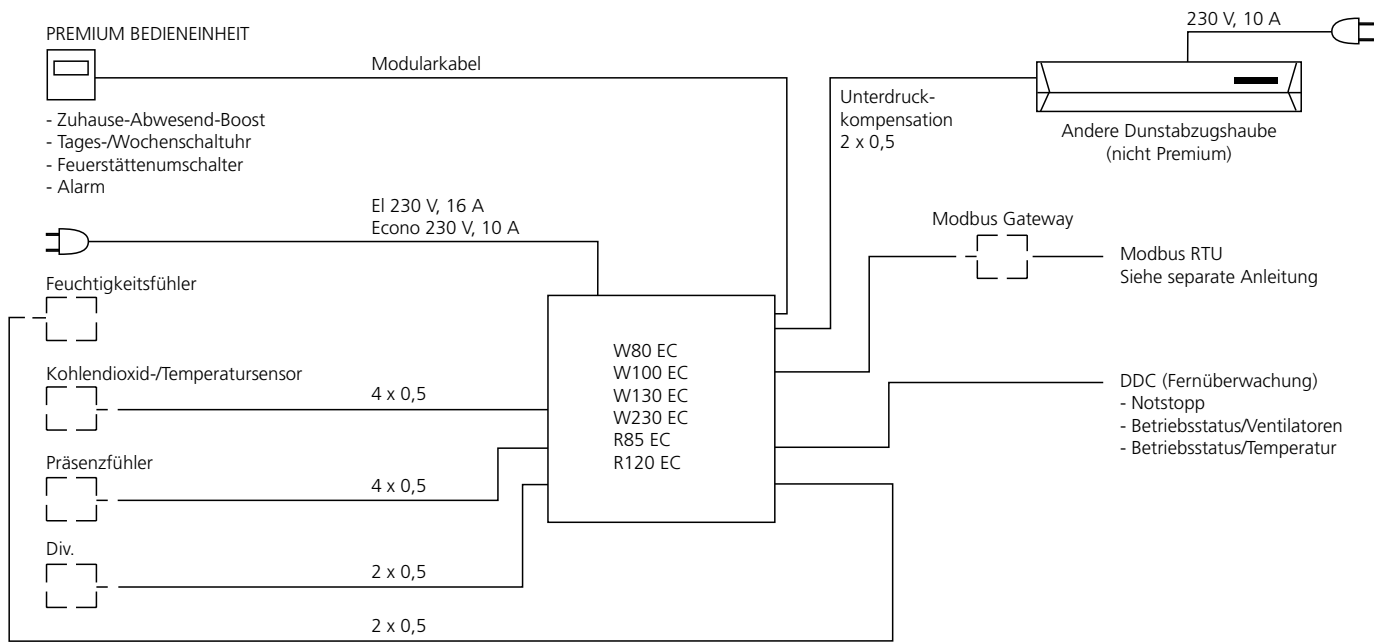 PREMIUM BEDIENEINHEIT
- Zuhause-Abwesend-Boost
- Tages-/Wochenschaltuhr
- Feuerstättenumschalter
- Alarm
Modularkabel
230 V, 10 A
Unterdruck-
kompensation
2 x 0,5
Andere Dunstabzugshaube
(nicht Premium)
El 230 V, 16 A
Econo 230 V, 10 A
Modbus Gateway
Modbus RTU
Siehe separate Anleitung
Feuchtigkeitsfühler
Kohlendioxid-/Temperatursensor
4 x 0,5
Präsenzfühler
4 x 0,5
Div.
2 x 0,5
2 x 0,5
W80 EC
W100 EC
W130 EC
W230 EC
R85 EC
R120 EC
DDC (Fernüberwachung)
- Notstopp
- Betriebsstatus/Ventilatoren
- Betriebsstatus/Temperatur